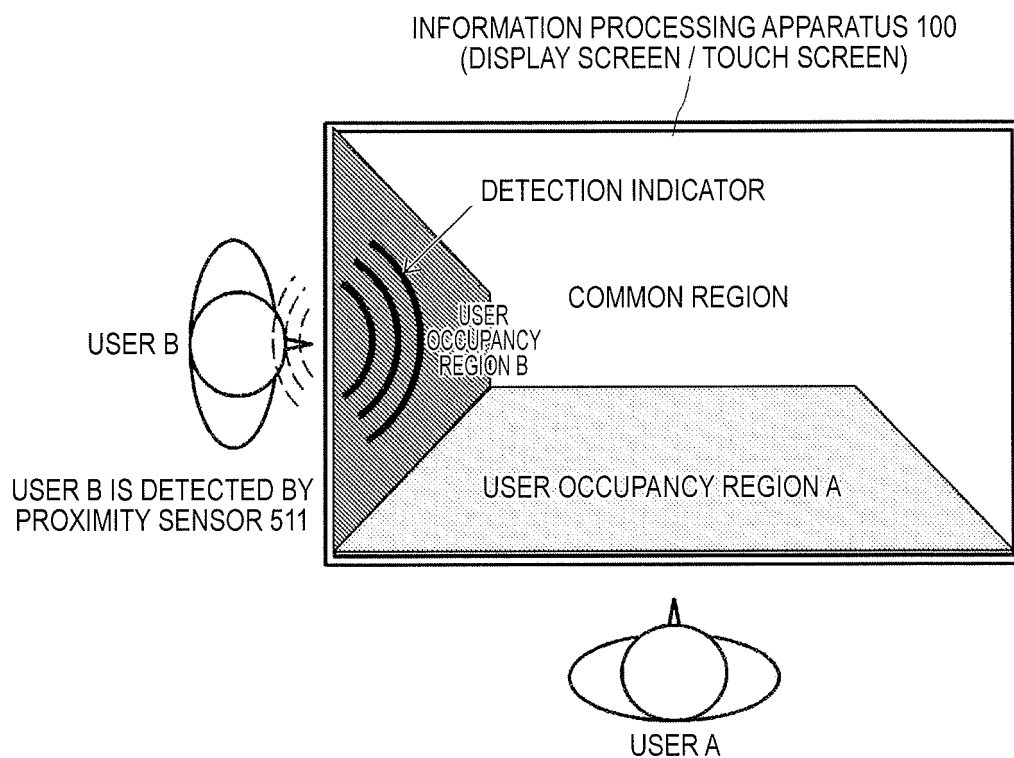 INFORMATION PROCESSING APPARATUS 100
(DISPLAY SCREEN / TOUCH SCREEN)
DETECTION INDICATOR
COMMON REGION
USER
OCCUPANCY
REGION B
USER B
USER OCCUPANCY REGION A
USER B IS DETECTED BY
PROXIMITY SENSOR 511
USER A